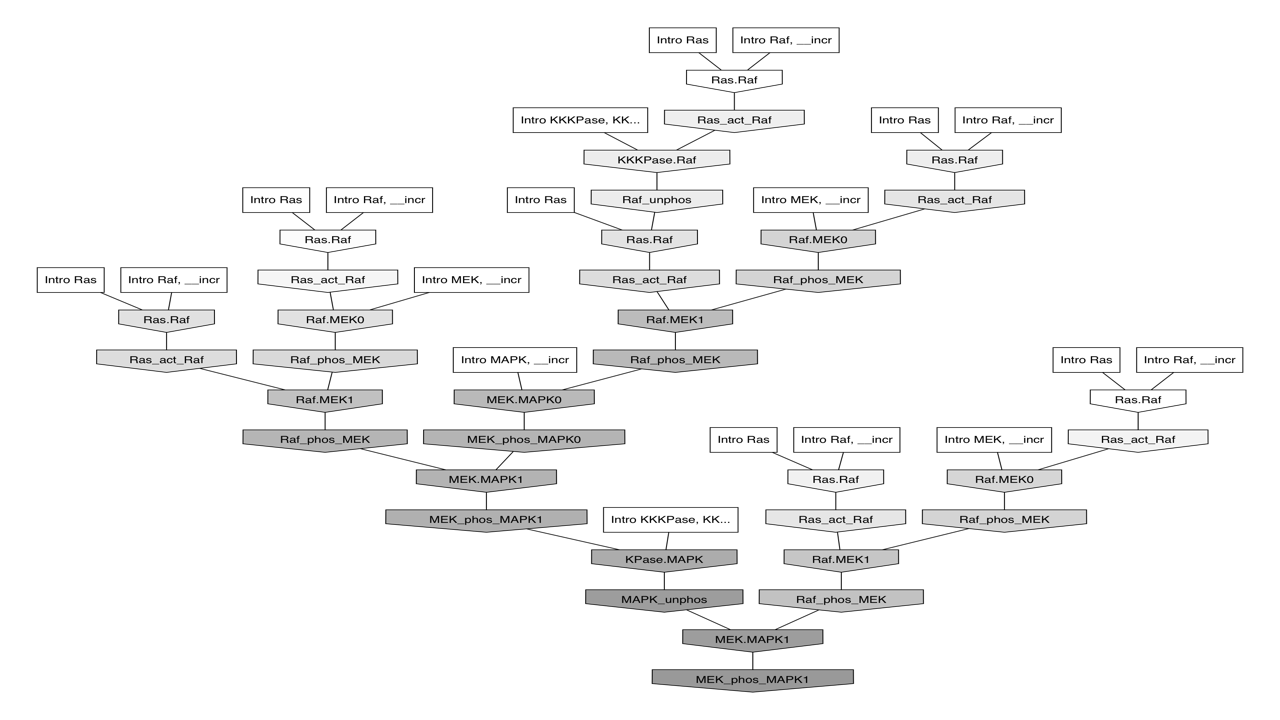 Intro Ras
Intro Raf, __incr
Ras.Raf
Intro KKKPase, KK...
Ras_act_Raf
Intro Ras
Intro Raf, __incr
KKKPase.Raf
Ras.Raf
Intro Ras
Intro Raf, __incr
Intro Ras
Raf_unphos
Intro MEK, __incr
Ras_act_Raf
Ras.Raf
Ras.Raf
Raf.MEK0
Intro Ras
Intro Raf, __incr
Ras_act_Raf
Intro MEK, __incr
Ras_act_Raf
Raf_phos_MEK
Ras.Raf
Raf.MEK0
Raf.MEK1
Ras_act_Raf
Raf_phos_MEK
Intro MAPK, __incr
Raf_phos_MEK
Intro Ras
Intro Raf, __incr
Raf.MEK1
MEK.MAPK0
Ras.Raf
Raf_phos_MEK
MEK_phos_MAPK0
Intro Ras
Intro Raf, __incr
Intro MEK, __incr
Ras_act_Raf
MEK.MAPK1
Ras.Raf
Raf.MEK0
MEK_phos_MAPK1
Intro KKKPase, KK...
Ras_act_Raf
Raf_phos_MEK
KPase.MAPK
Raf.MEK1
MAPK_unphos
Raf_phos_MEK
MEK.MAPK1
MEK_phos_MAPK1